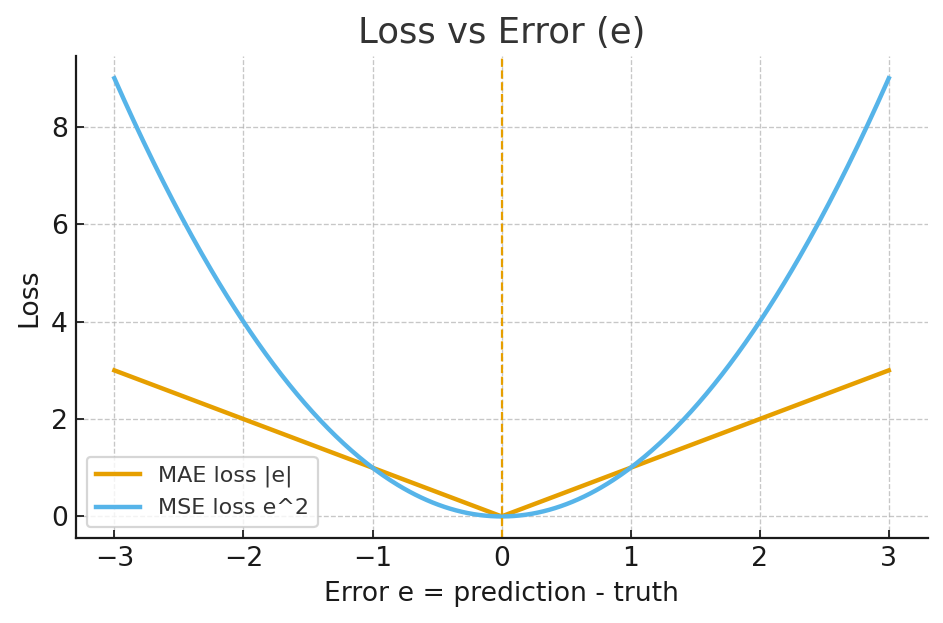 Loss vs Error (e)
Loss
8
6
4
2
0
MAE loss |e|
MSE loss e^2
−3 −2 −1 0 1 2 3
Error e = prediction - truth